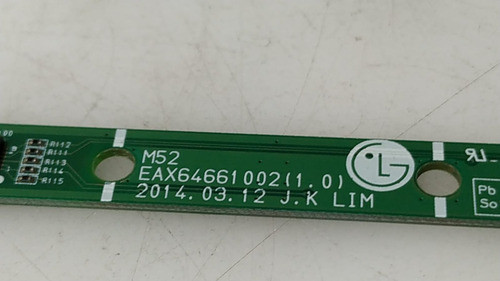 R112
R111
R113
R114
R115
M52
EAX64661002(1.0)
2014.03.12 J.K LIM
LG
Pb
So